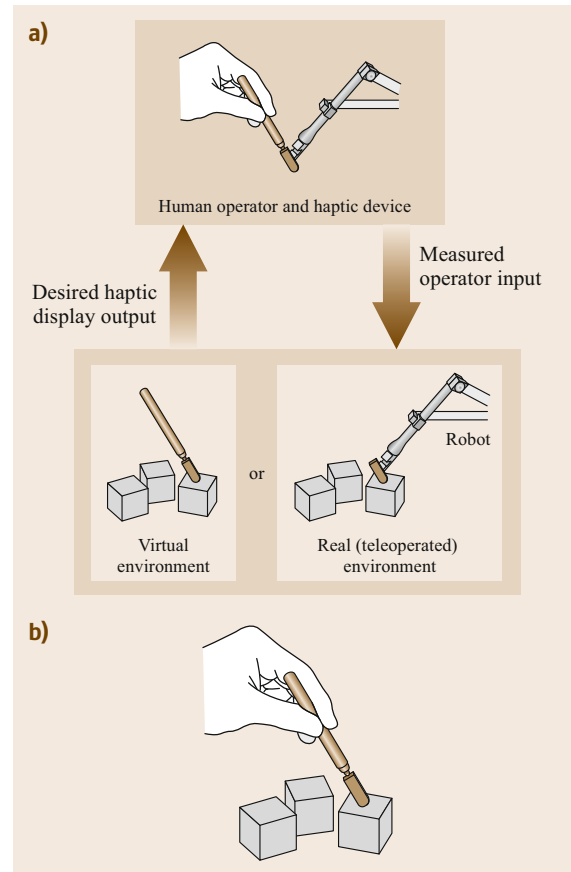 a)
Human operator and haptic device
Desired haptic
display output
Measured
operator input
Robot
or
Virtual
environment
Real (teleoperated)
environment
b)